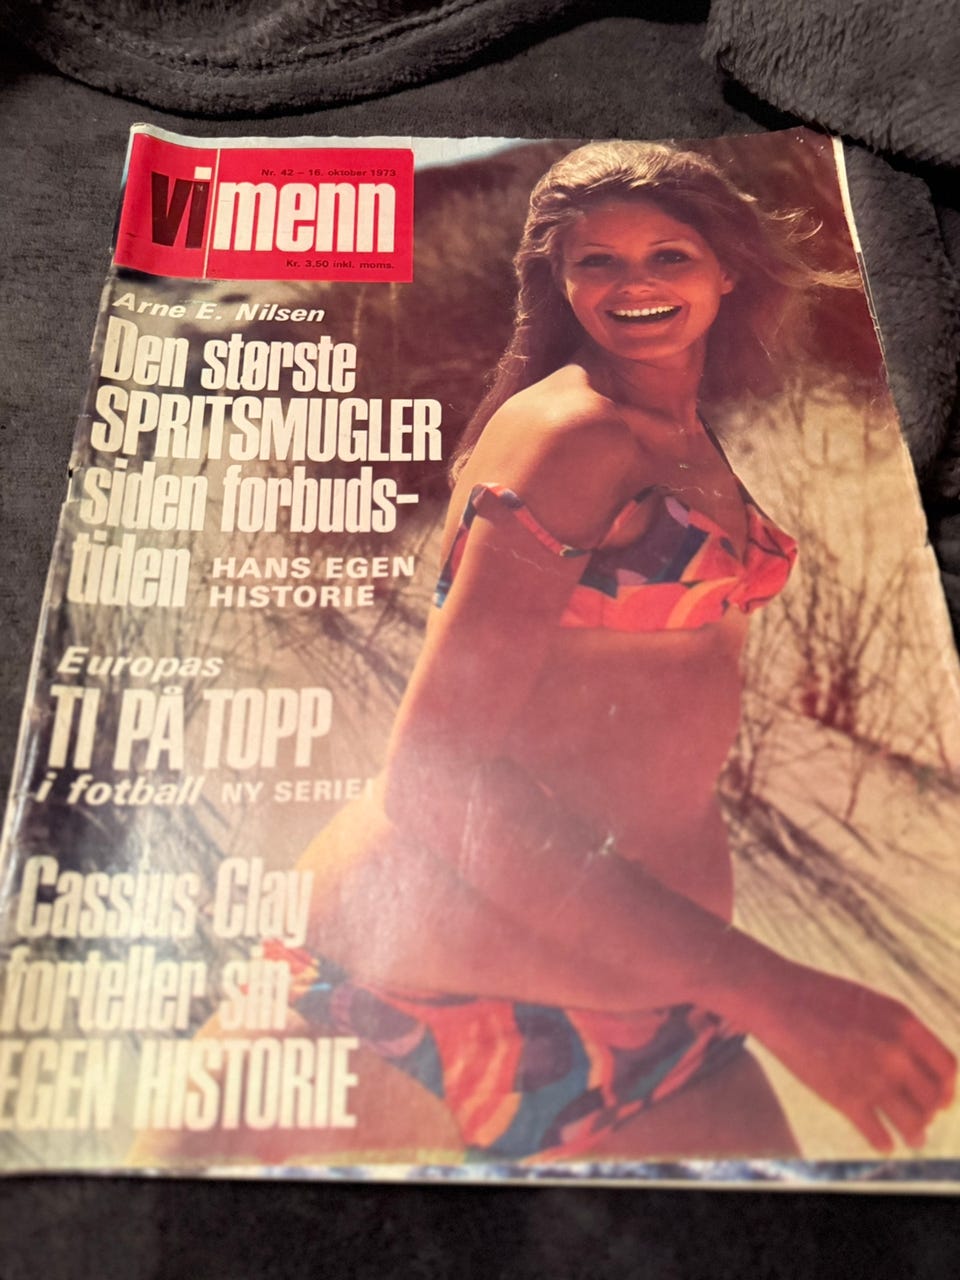 Nr. 42 – 16. oktober 1973
vi menn
Kr. 3,50 inkl. moms.
Arne E. Nilsen
Den største
SPRITSMUGLER
siden forbuds-
tiden HANS EGEN
HISTORIE
Europas
TI PÅ TOPP
i fotball NY SERIE!
Cassius Clay
forteller sin
EGEN HISTORIE